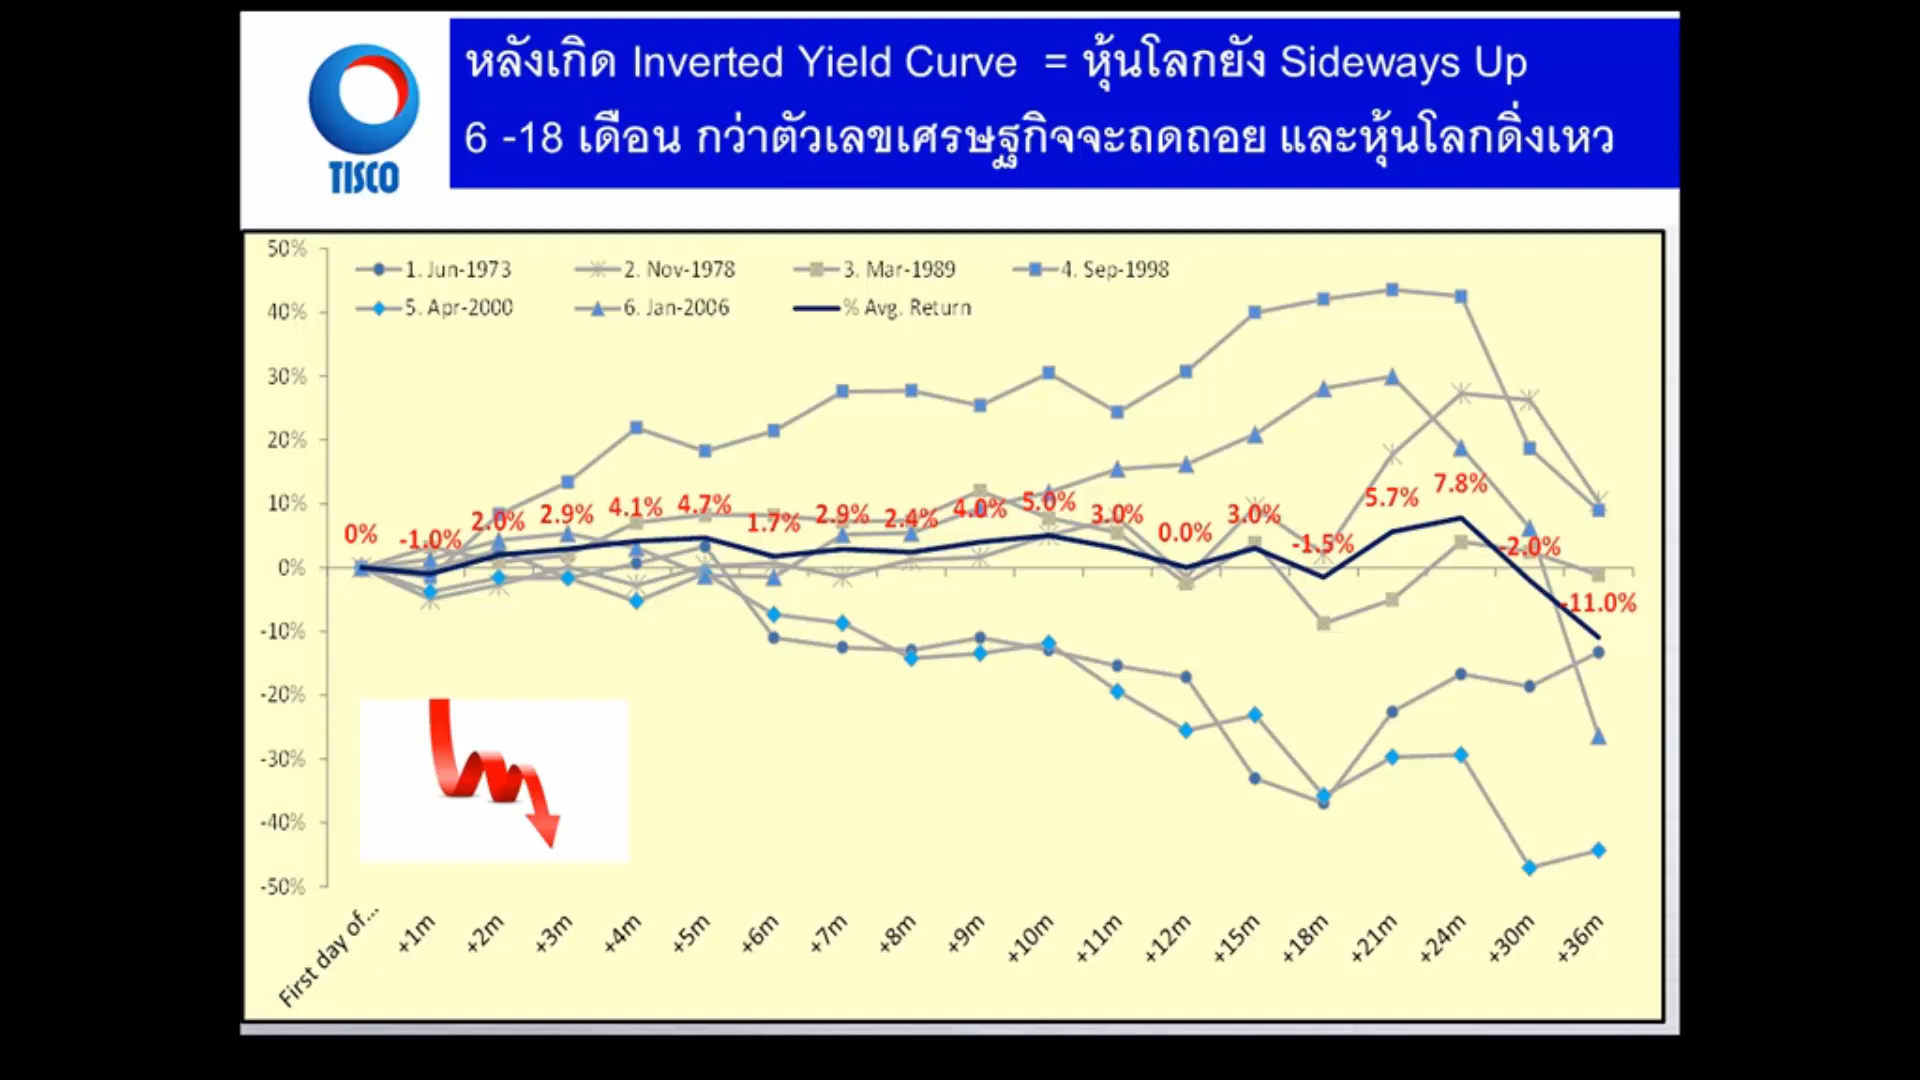 TISCO
หลังเกิด Inverted Yield Curve = หุ้นโลกยัง Sideways Up
6 -18 เดือน กว่าตัวเลขเศรษฐกิจจะถดถอย และหุ้นโลกดิ่งเหว
50%
40%
30%
20%
10%
0%
-10%
-20%
-30%
-40%
-50%
1. Jun-1973 2. Nov-1978 3. Mar-1989 4. Sep-1998
5. Apr-2000 6. Jan-2006 % Avg. Return
0% -1.0% 2.0% 2.9% 4.1% 4.7% 1.7% 2.9% 2.4% 4.0% 5.0% 3.0% 0.0% 3.0% -1.5% 5.7% 7.8% -2.0% -11.0%
First day of... +1m +2m +3m +4m +5m +6m +7m +8m +9m +10m +11m +12m +15m +18m +21m +24m +30m +36m